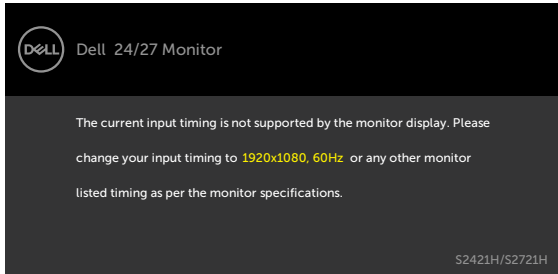 DELL
Dell 24/27 Monitor
The current input timing is not supported by the monitor display. Please
change your input timing to 1920x1080, 60Hz or any other monitor
listed timing as per the monitor specifications.
S2421H/S2721H